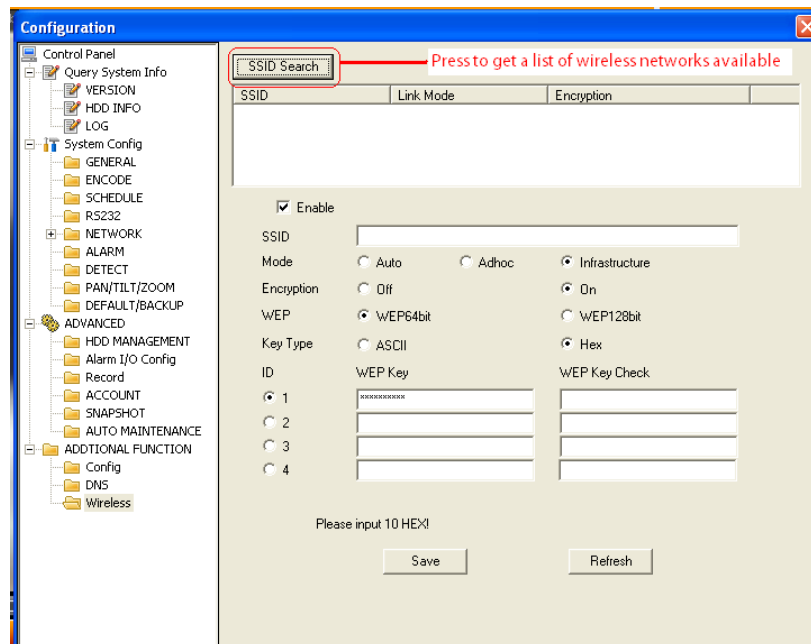 Configuration
Control Panel
Query System Info
VERSION
HDD INFO
LOG
System Config
GENERAL
ENCODE
SCHEDULE
RS232
NETWORK
ALARM
DETECT
PAN/TILT/ZOOM
DEFAULT/BACKUP
ADVANCED
HDD MANAGEMENT
Alarm I/O Config
Record
ACCOUNT
SNAPSHOT
AUTO MAINTENANCE
ADDTIONAL FUNCTION
Config
DNS
Wireless
SSID Search
Press to get a list of wireless networks available
SSID Link Mode Encryption
Enable
SSID
Mode Auto Adhoc Infrastructure
Encryption Off On
WEP WEP64bit WEP128bit
Key Type ASCII Hex
ID WEP Key WEP Key Check
1 **********
2
3
4
Please input 10 HEX!
Save Refresh